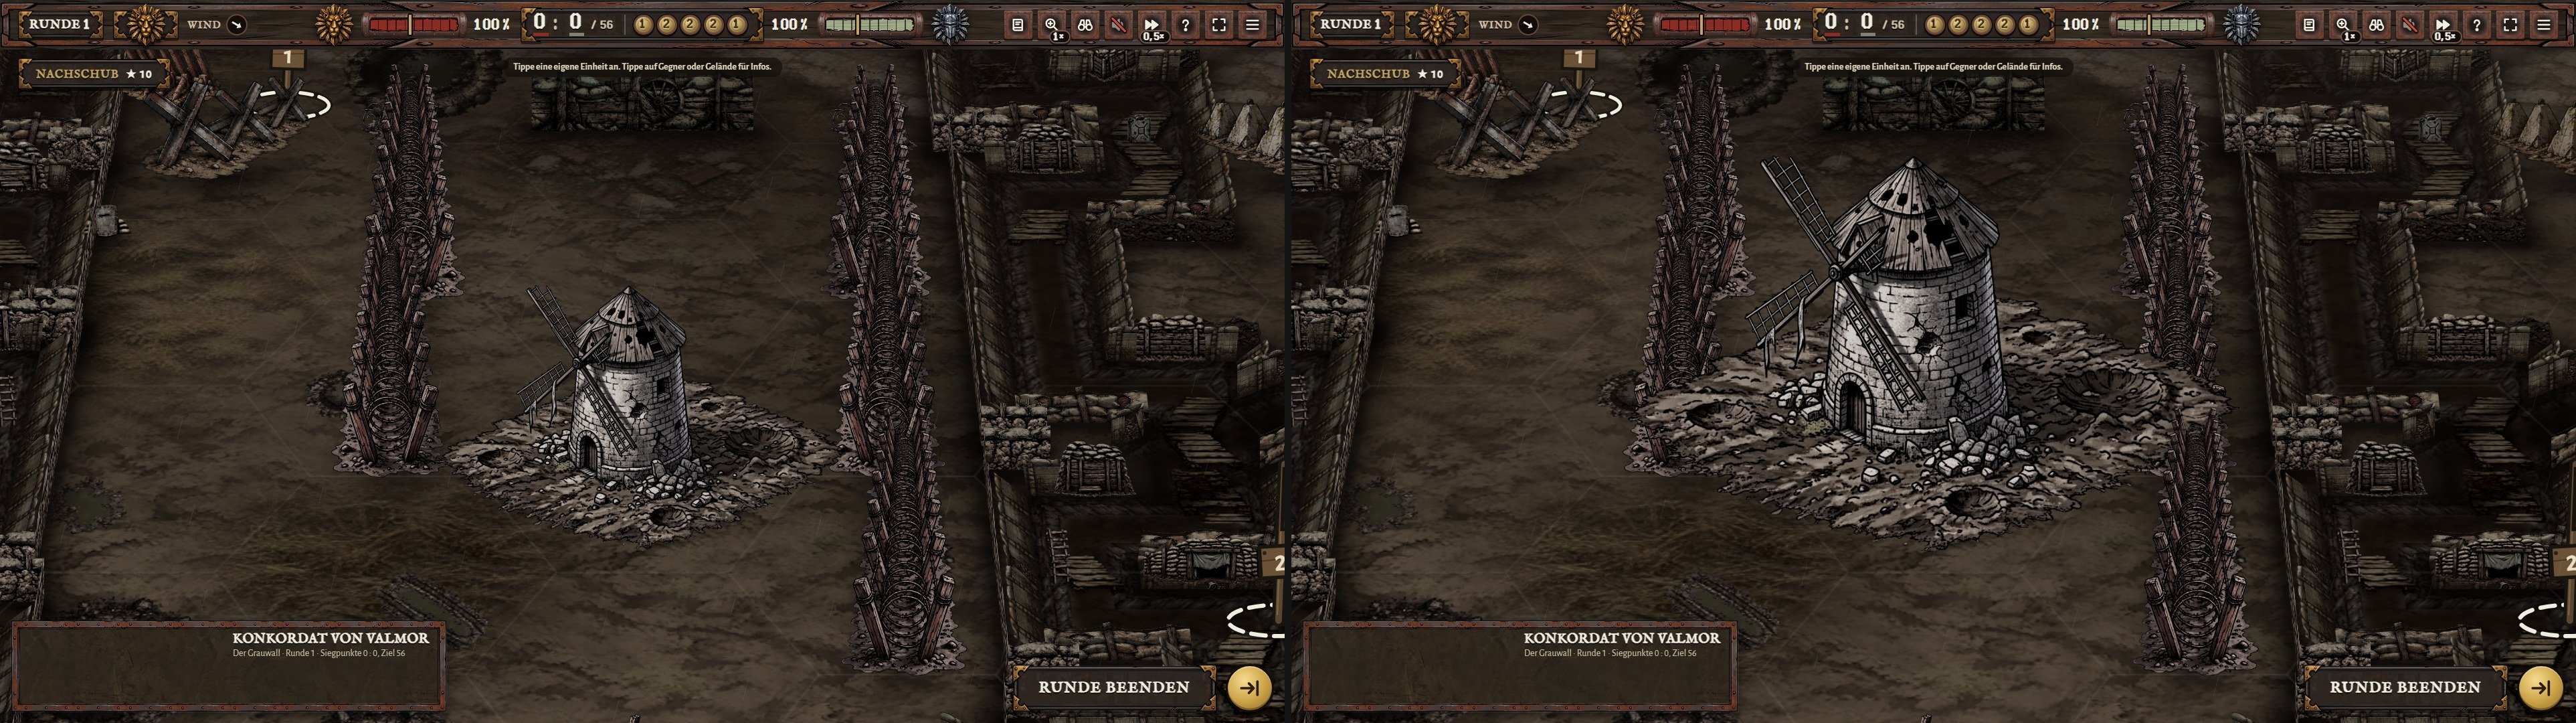 RUNDE 1 WIND 100 % 0 : 0 / 56 1 2 2 2 1 100 % 1× 0,5× ?
NACHSCHUB ★ 10
1
Tippe eine eigene Einheit an. Tippe auf Gegner oder Gelände für Infos.
2
KONKORDAT VON VALMOR
Der Grauwall · Runde 1 · Siegpunkte 0 : 0, Ziel 56
RUNDE BEENDEN
RUNDE 1 WIND 100 % 0 : 0 / 56 1 2 2 2 1 100 % 1× 0,5× ?
NACHSCHUB ★ 10
1
Tippe eine eigene Einheit an. Tippe auf Gegner oder Gelände für Infos.
2
KONKORDAT VON VALMOR
Der Grauwall · Runde 1 · Siegpunkte 0 : 0, Ziel 56
RUNDE BEENDEN